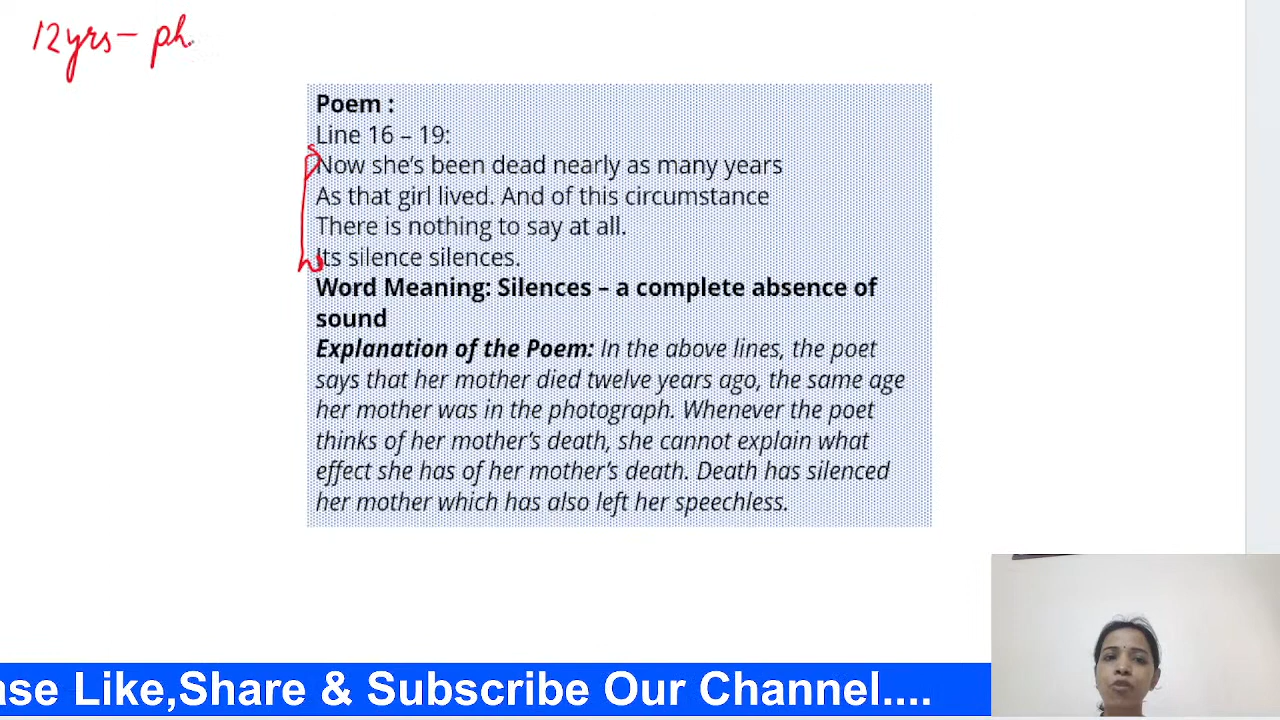 12yrs – ph
Poem :
Line 16 – 19:
Now she's been dead nearly as many years
As that girl lived. And of this circumstance
There is nothing to say at all.
Its silence silences.
Word Meaning: Silences – a complete absence of
sound
Explanation of the Poem: In the above lines, the poet
says that her mother died twelve years ago, the same age
her mother was in the photograph. Whenever the poet
thinks of her mother's death, she cannot explain what
effect she has of her mother's death. Death has silenced
her mother which has also left her speechless.
ase Like,Share & Subscribe Our Channel....